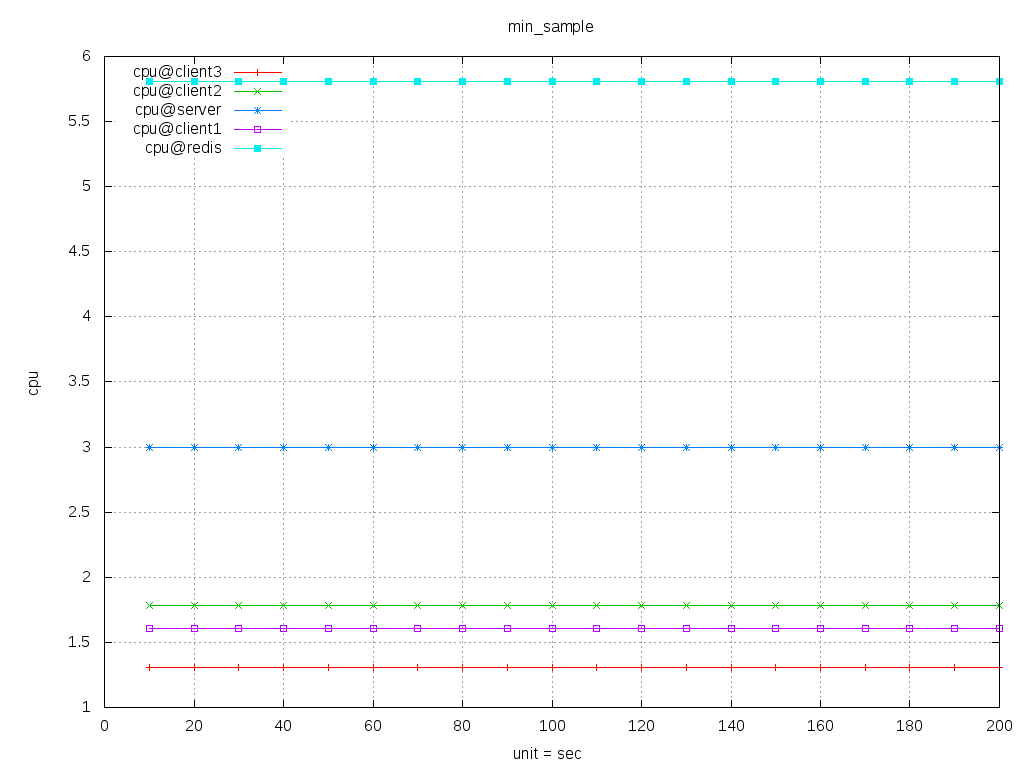 min_sample
6
5.5
5
4.5
4
3.5
3
2.5
2
1.5
1
cpu@client3
cpu@client2
cpu@server
cpu@client1
cpu@redis
cpu
0 20 40 60 80 100 120 140 160 180 200
unit = sec